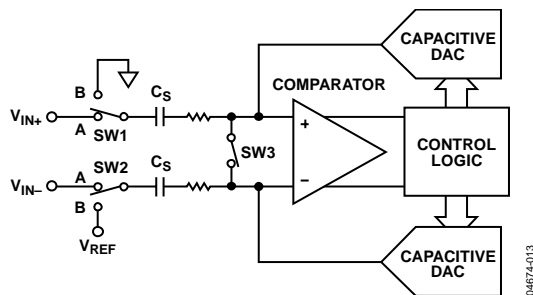 CAPACITIVE
DAC
COMPARATOR
B
CS
VIN+
A
SW1
+
SW3
CONTROL
LOGIC
SW2
CS
VIN–
A
B
–
VREF
CAPACITIVE
DAC
04674-013